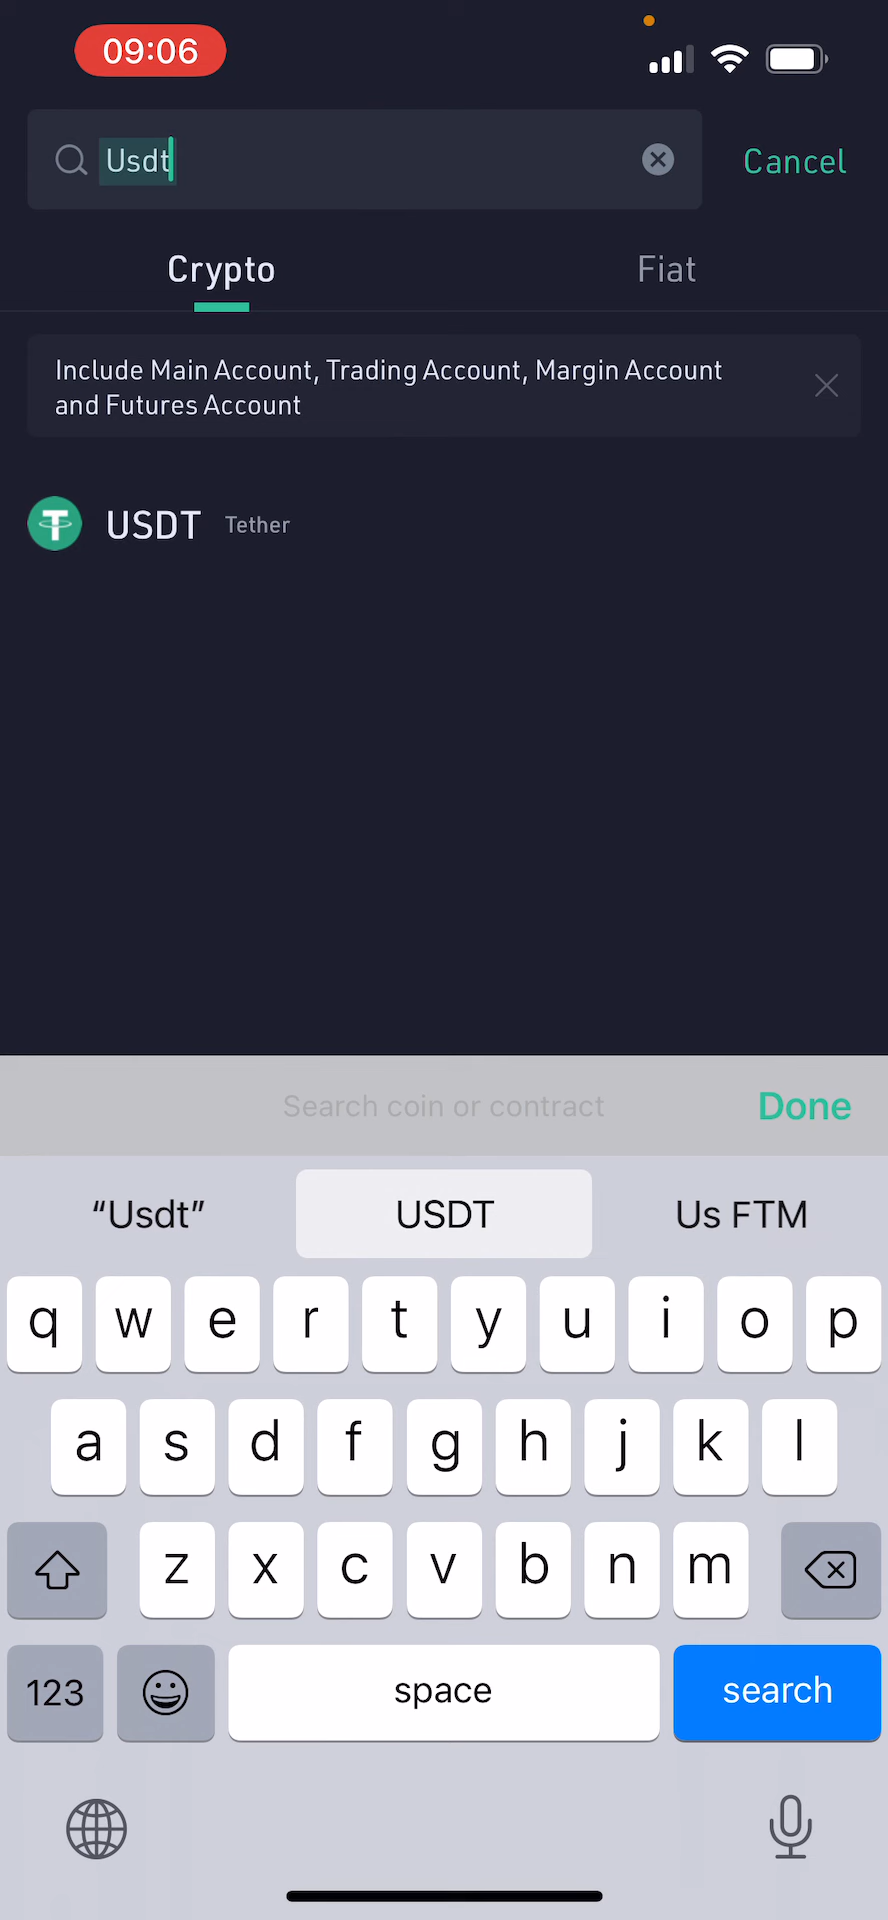 09:06
Usdt
Cancel
Crypto
Fiat
Include Main Account, Trading Account, Margin Account
and Futures Account
USDT Tether
Search coin or contract
Done
“Usdt”
USDT
Us FTM
q w e r t y u i o p
a s d f g h j k l
z x c v b n m
123
space
search